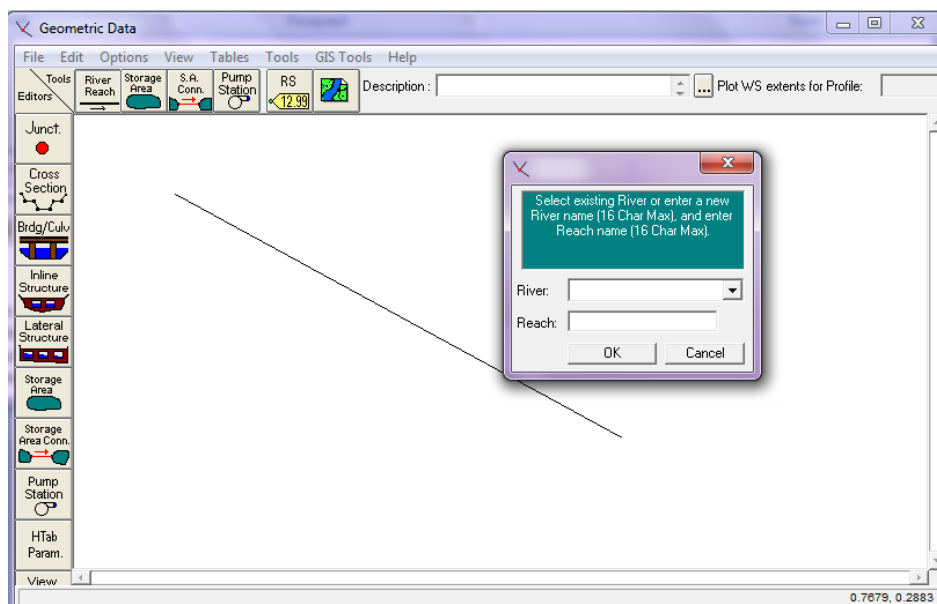 Geometric Data
File Edit Options View Tables Tools GIS Tools Help
Tools
Editors
River
Reach
Storage
Area
S.A.
Conn.
Pump
Station
RS
12.99
Description :
...
Plot WS extents for Profile:
Junct.
Cross
Section
Brdg/Culv
Inline
Structure
Lateral
Structure
Storage
Area
Storage
Area Conn.
Pump
Station
HTab
Param.
View
Select existing River or enter a new
River name (16 Char Max), and enter
Reach name (16 Char Max).
River:
Reach:
OK Cancel
0.7679, 0.2883